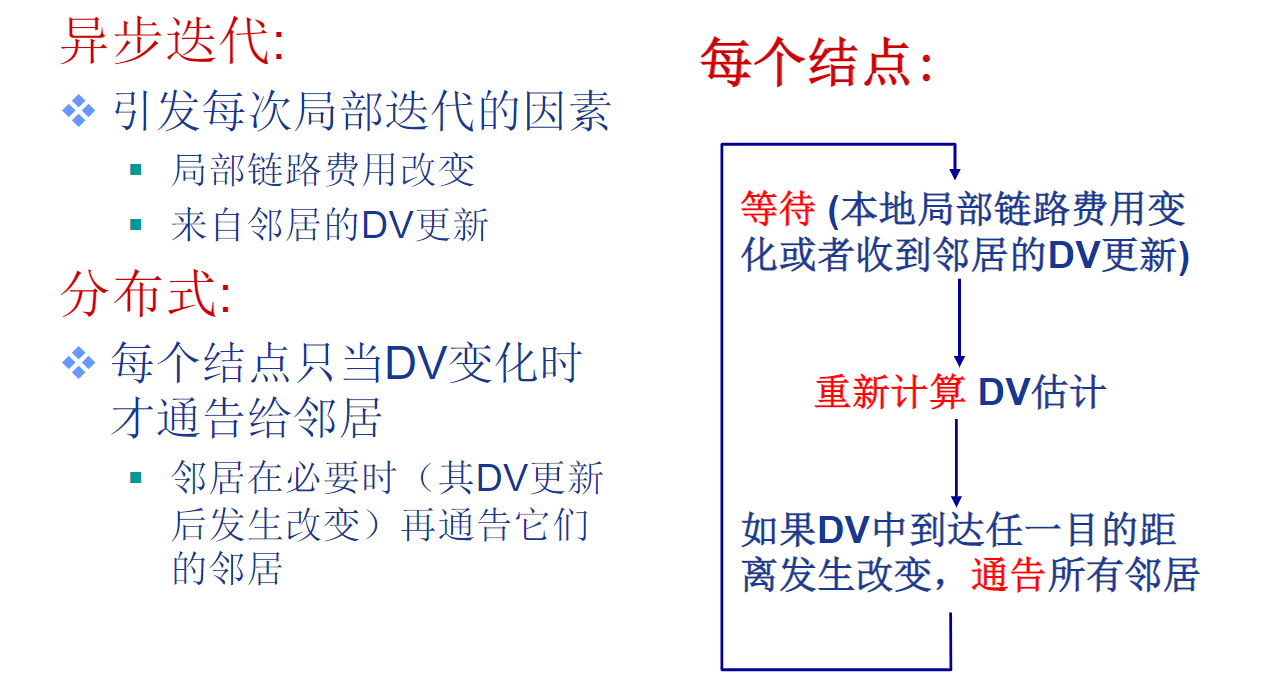 异步迭代:
引发每次局部迭代的因素
局部链路费用改变
来自邻居的DV更新
分布式:
每个结点只当DV变化时
才通告给邻居
邻居在必要时（其DV更新
后发生改变）再通告它们
的邻居
每个结点:
等待 (本地局部链路费用变
化或者收到邻居的DV更新)
重新计算 DV估计
如果DV中到达任一目的距
离发生改变，通告所有邻居